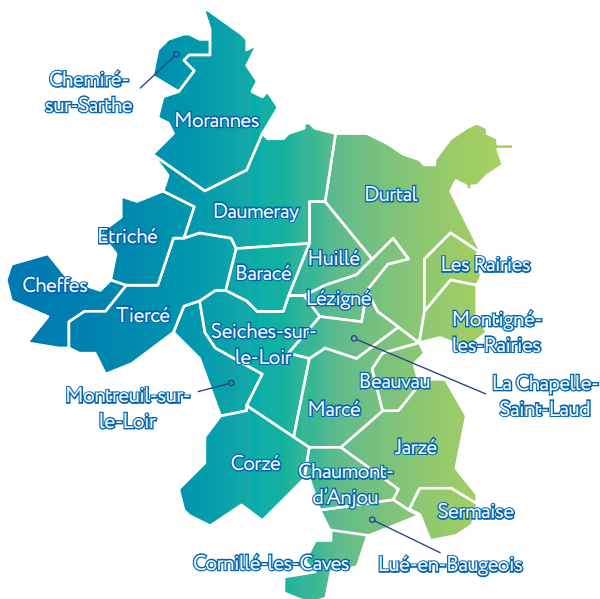 Chemiré-
sur-Sarthe
Morannes
Durtal
Daumeray
Etriché
Huillé
Les Rairies
Baracé
Cheffes
Lézigné
Tiercé
Montigné-
les-Rairies
Seiches-sur-
le-Loir
Beauvau
La Chapelle-
Saint-Laud
Montreuil-sur-
le-Loir
Marcé
Jarzé
Corzé
Chaumont-
d'Anjou
Sermaise
Cornillé-les-Caves
Lué-en-Baugeois